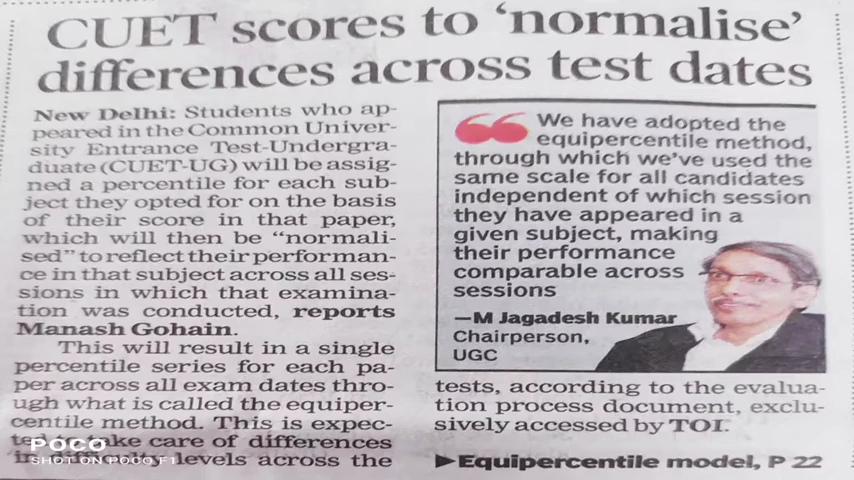 CUET scores to ‘normalise’
differences across test dates
New Delhi: Students who ap-
peared in the Common Univer-
sity Entrance Test-Undergra-
duate (CUET-UG) will be assig-
ned a percentile for each sub-
ject they opted for on the basis
of their score in that paper,
which will then be “normali-
sed” to reflect their performan-
ce in that subject across all ses-
sions in which that examina-
tion was conducted, reports
Manash Gohain.
This will result in a single
percentile series for each pa-
per across all exam dates thro-
ugh what is called the equiper-
centile method. This is expec-
take care of differences
levels across the
We have adopted the
equipercentile method,
through which we’ve used the
same scale for all candidates
independent of which session
they have appeared in a
given subject, making
their performance
comparable across
sessions
—M Jagadesh Kumar
Chairperson,
UGC
tests, according to the evalua-
tion process document, exclu-
sively accessed by TOI.
►Equipercentile model, P 22
POCO
SHOT ON POCO F1